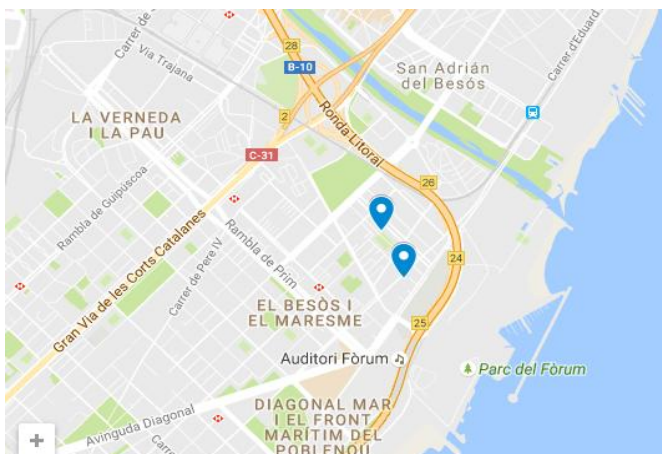 Carrer de S
28
B-10
Via Trajana
San Adrián
del Besós
Carrer d'Eduard
LA VERNEDA
I LA PAU
2
Ronda Litoral
C-31
26
Rambla de Guipúscoa
Gran Via de les Corts Catalanes
Carrer de Pere IV
Rambla de Prim
24
EL BESÒS I
EL MARESME
25
Auditori Fòrum
Parc del Fòrum
DIAGONAL MAR
I EL FRONT
MARÍTIM DEL
POBLENOU
Avinguda Diagonal
Carrer
+